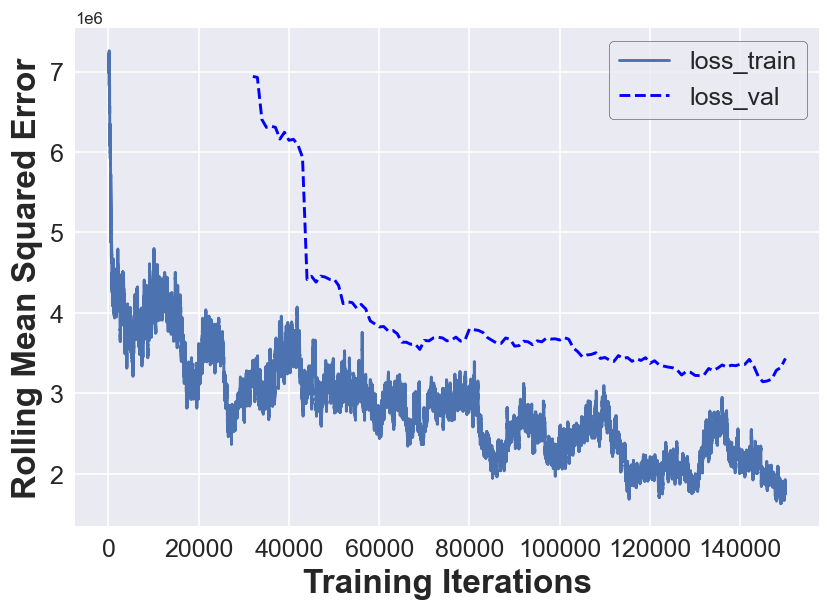 1e6
loss_train
loss_val
7
6
5
4
3
2
Rolling Mean Squared Error
0 20000 40000 60000 80000 100000 120000 140000
Training Iterations